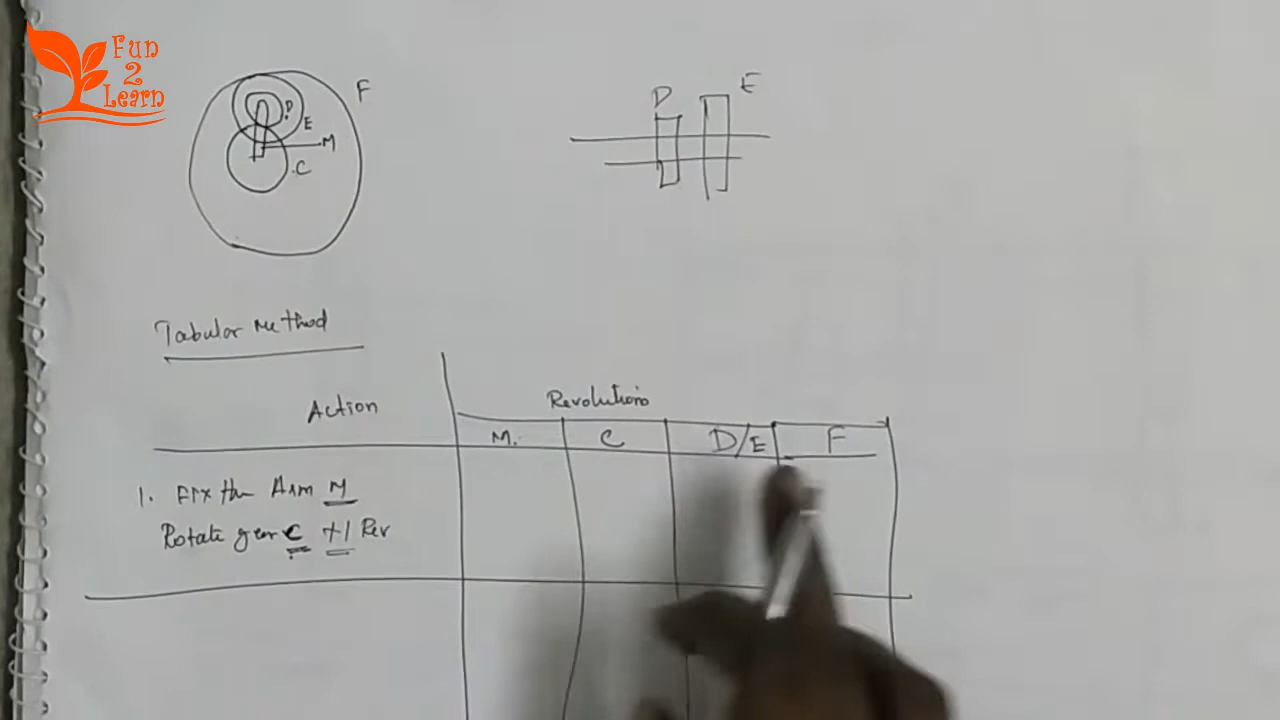 Fun
2
Learn
F
D
E
M
C
D
E
Tabular Method
Action
Revolutions
M.
C
D/E
F
1. Fix the Arm M
Rotate gear C +1 Rev